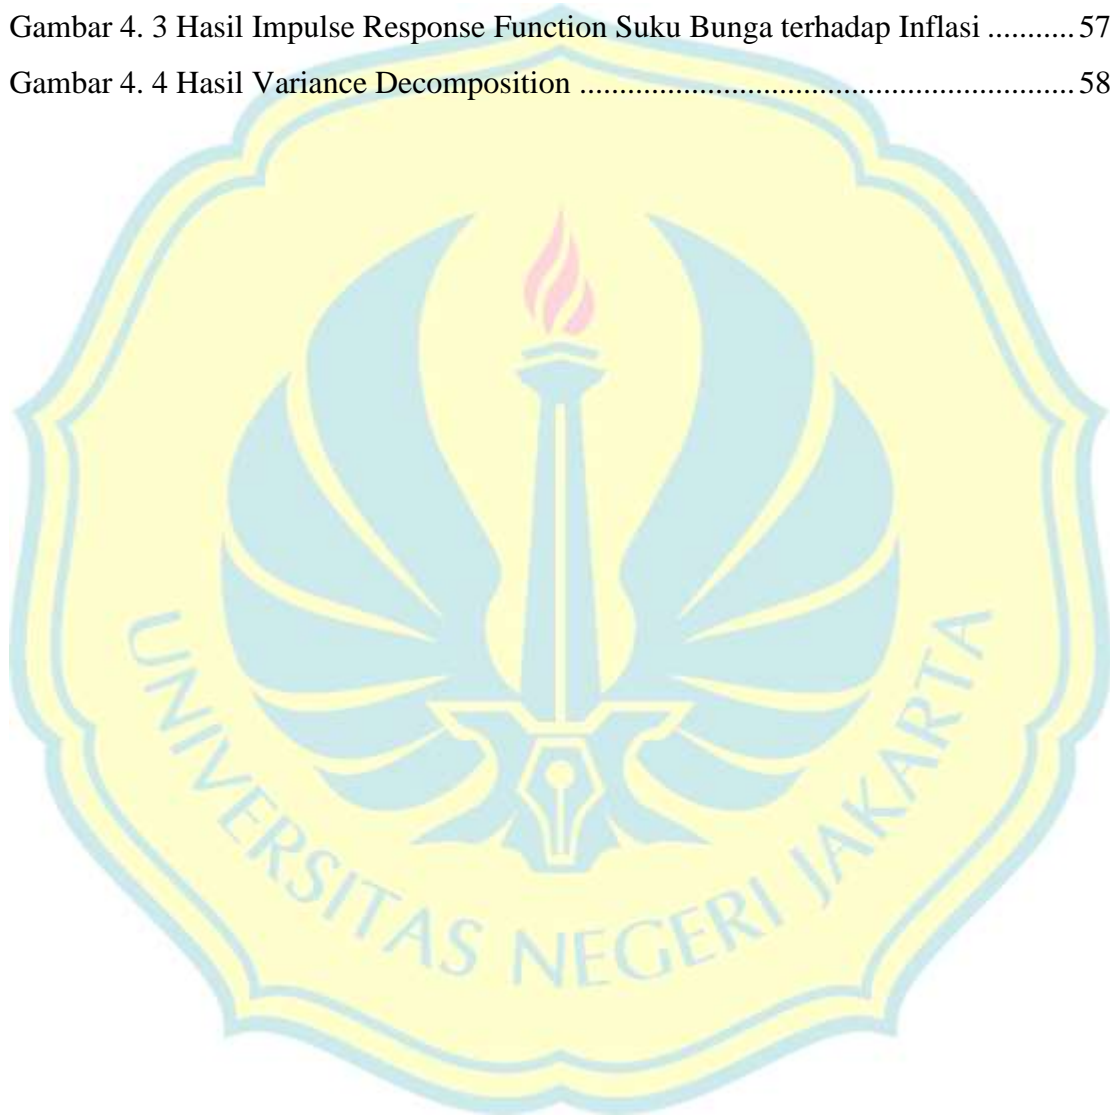 Gambar 4. 3 Hasil Impulse Response Function Suku Bunga terhadap Inflasi ........... 57
Gambar 4. 4 Hasil Variance Decomposition .............................................................. 58
UNIVERSITAS NEGERI JAKARTA